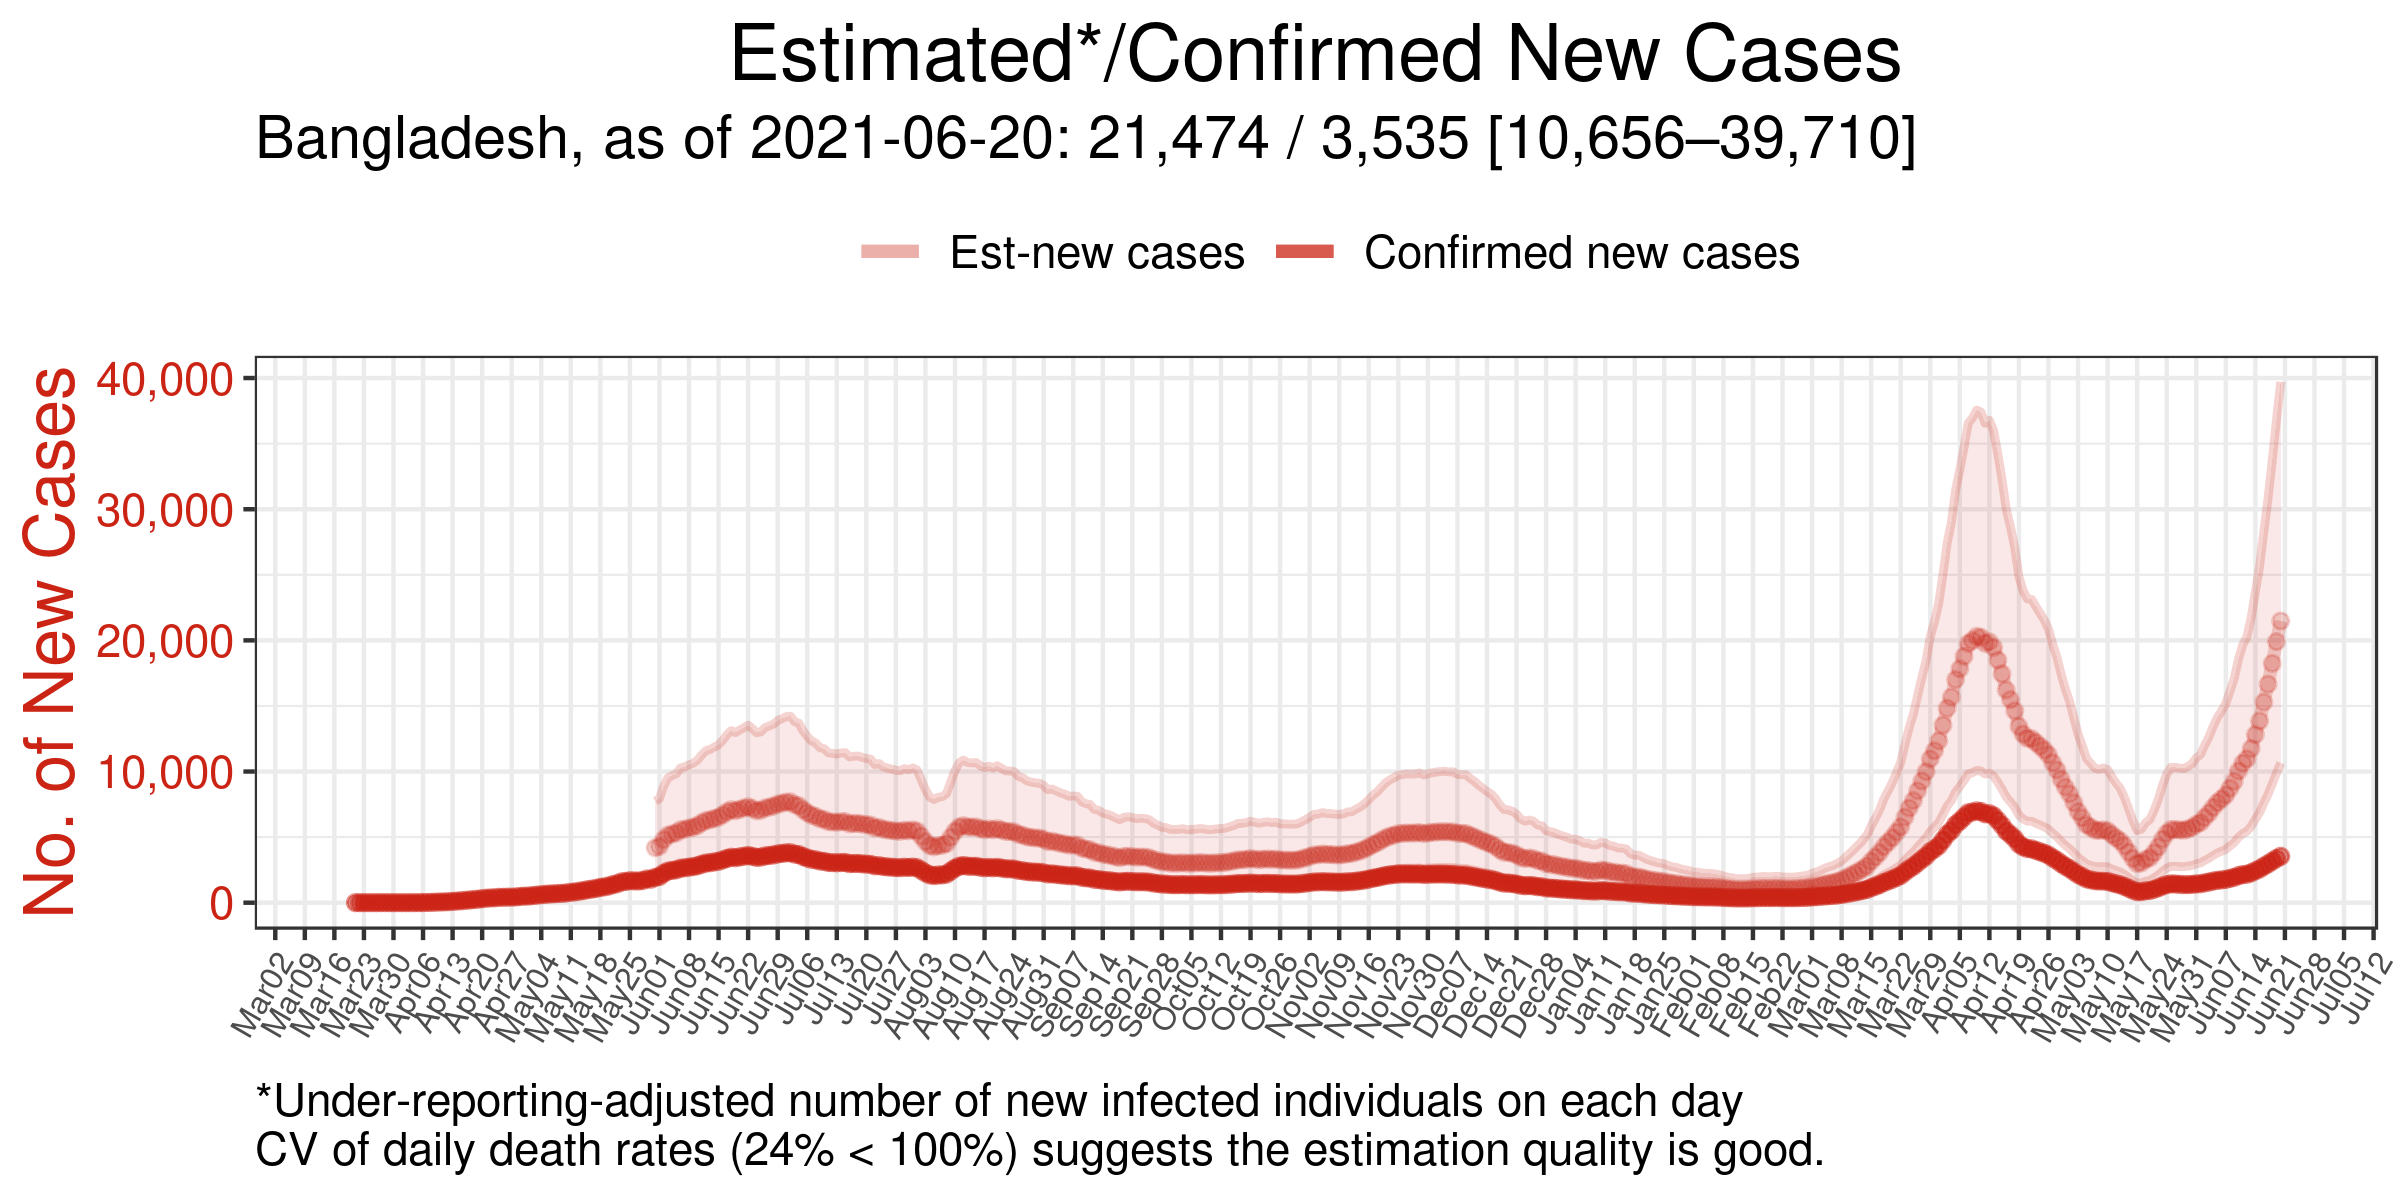 Estimated*/Confirmed New Cases
Bangladesh, as of 2021-06-20: 21,474 / 3,535 [10,656–39,710]
Est-new cases
Confirmed new cases
No. of New Cases
40,000
30,000
20,000
10,000
0
Mar02
Mar09
Mar16
Mar23
Mar30
Apr06
Apr13
Apr20
Apr27
May04
May11
May18
May25
Jun01
Jun08
Jun15
Jun22
Jun29
Jul06
Jul13
Jul20
Jul27
Aug03
Aug10
Aug17
Aug24
Aug31
Sep07
Sep14
Sep21
Sep28
Oct05
Oct12
Oct19
Oct26
Nov02
Nov09
Nov16
Nov23
Nov30
Dec07
Dec14
Dec21
Dec28
Jan04
Jan11
Jan18
Jan25
Feb01
Feb08
Feb15
Feb22
Mar01
Mar08
Mar15
Mar22
Mar29
Apr05
Apr12
Apr19
Apr26
May03
May10
May17
May24
May31
Jun07
Jun14
Jun21
Jun28
Jul05
Jul12
*Under-reporting-adjusted number of new infected individuals on each day
CV of daily death rates (24% < 100%) suggests the estimation quality is good.